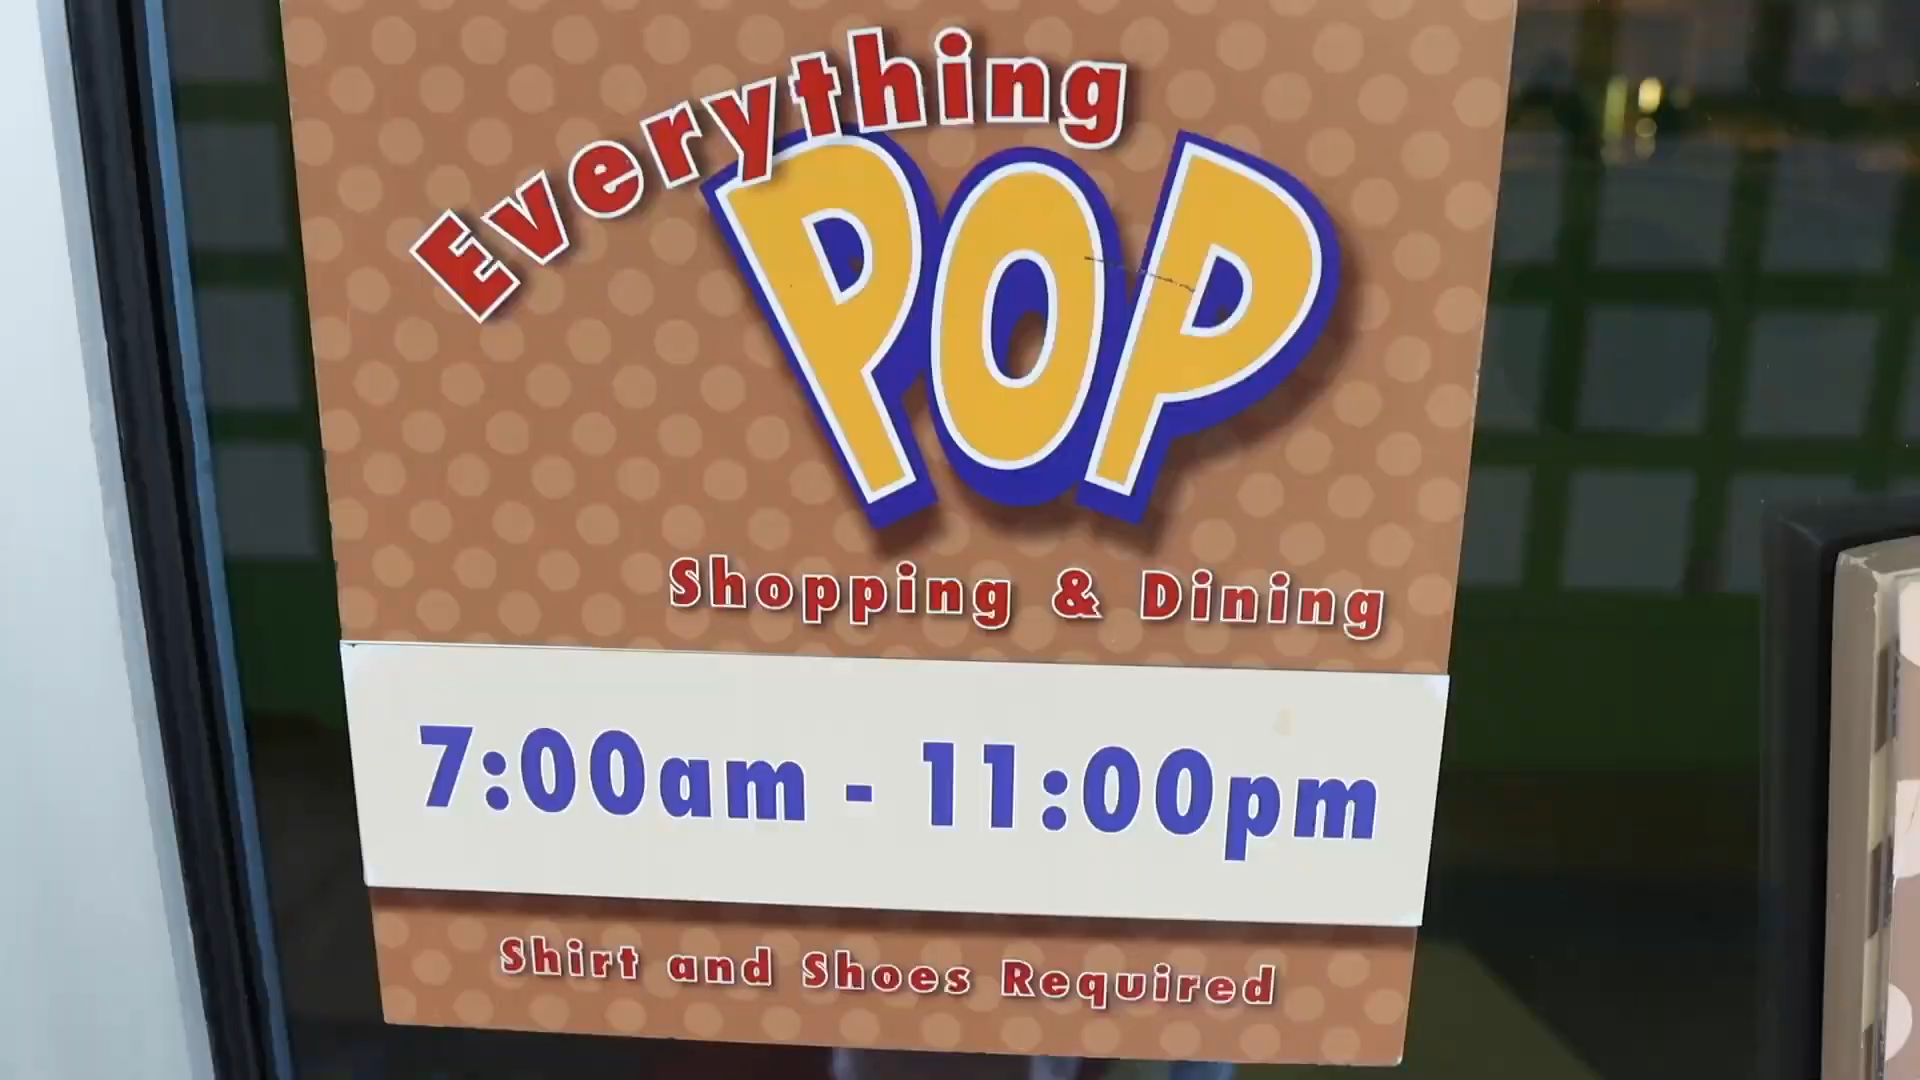 Everything
POP
Shopping & Dining
7:00am - 11:00pm
Shirt and Shoes Required